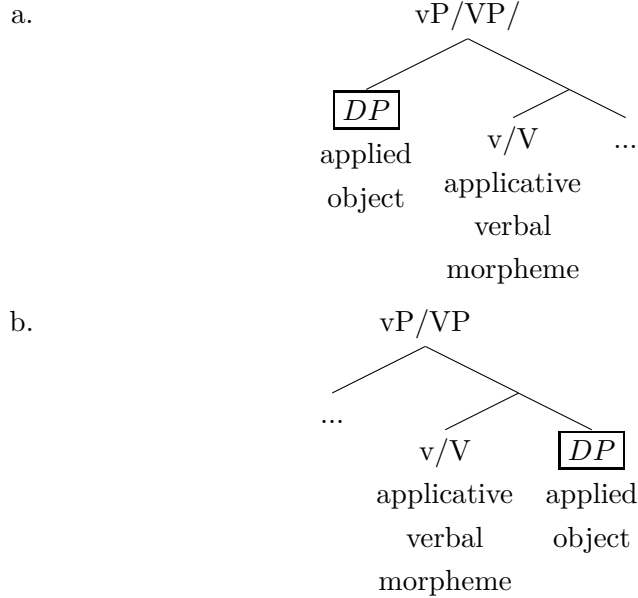 a.
vP/VP/
DP
applied
object
v/V
applicative
verbal
morpheme
...
b.
vP/VP
...
v/V
applicative
verbal
morpheme
DP
applied
object